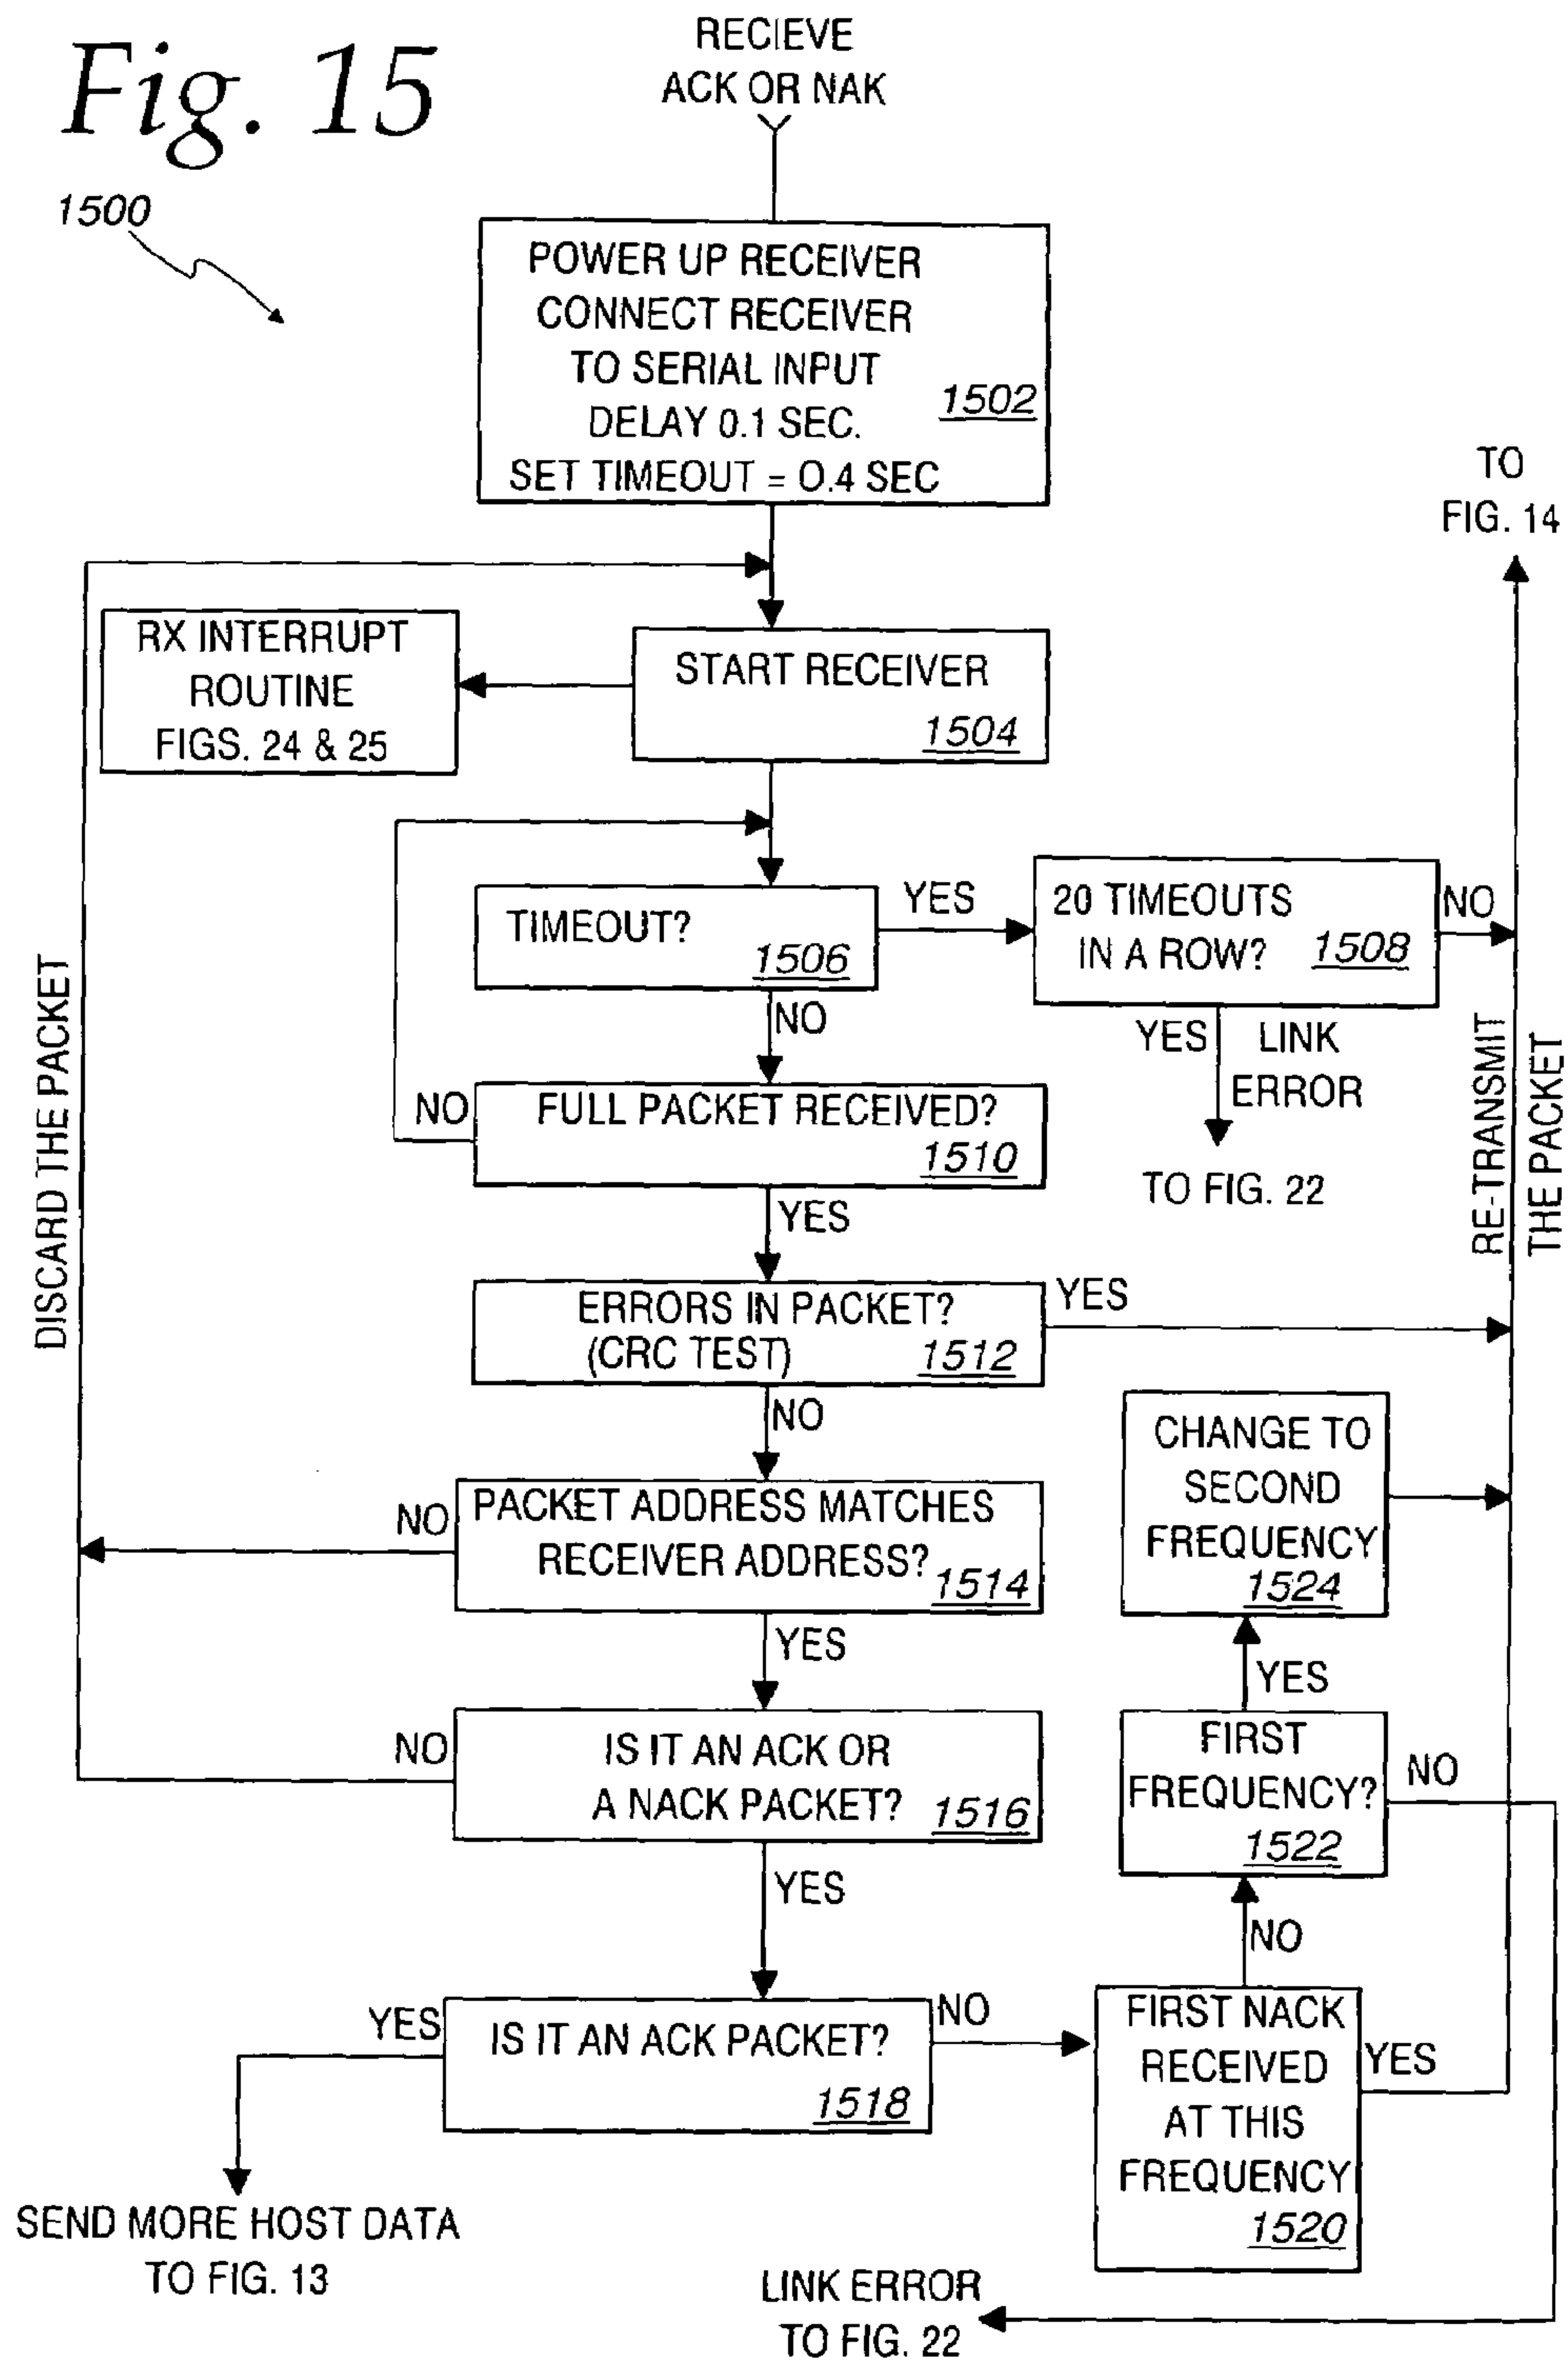 Fig. 15
RECIEVE
ACK OR NAK
1500
POWER UP RECEIVER
CONNECT RECEIVER
TO SERIAL INPUT
DELAY 0.1 SEC.
SET TIMEOUT = 0.4 SEC
1502
TO
FIG. 14
RX INTERRUPT
ROUTINE
FIGS. 24 & 25
START RECEIVER
1504
TIMEOUT?
1506
YES
20 TIMEOUTS
IN A ROW? 1508
NO
NO
YES
LINK
ERROR
TO FIG. 22
DISCARD THE PACKET
RE-TRANSMIT
THE PACKET
NO
FULL PACKET RECEIVED?
1510
YES
ERRORS IN PACKET?
(CRC TEST) 1512
YES
NO
CHANGE TO
SECOND
FREQUENCY
1524
NO
PACKET ADDRESS MATCHES
RECEIVER ADDRESS? 1514
YES
YES
NO
IS IT AN ACK OR
A NACK PACKET? 1516
FIRST
FREQUENCY?
1522
NO
YES
NO
YES
IS IT AN ACK PACKET?
1518
NO
FIRST NACK
RECEIVED
AT THIS
FREQUENCY
1520
YES
SEND MORE HOST DATA
TO FIG. 13
LINK ERROR
TO FIG. 22